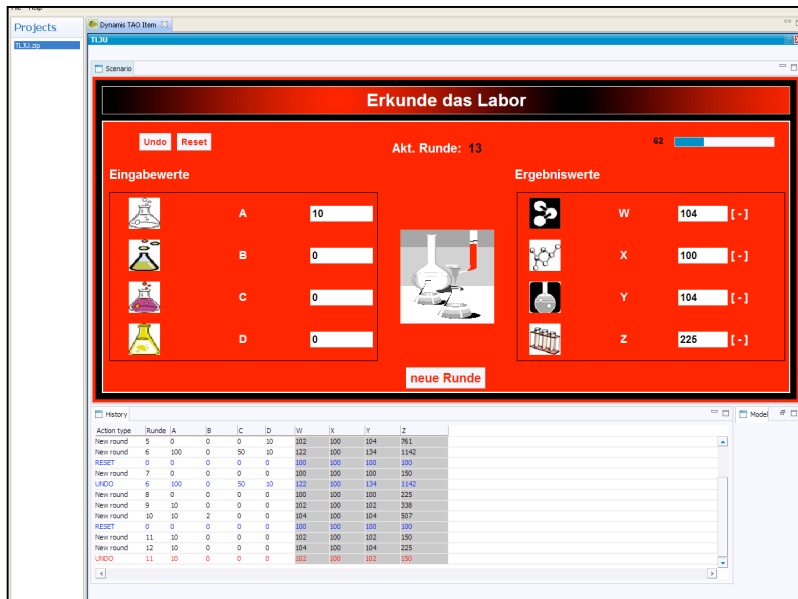 File Help
Projects
Dynamis TAO Item
TLJU.zip
TLJU
Scenario
Erkunde das Labor
Undo Reset
Akt. Runde: 13
62
Eingabewerte
Ergebniswerte
A 10
W 104 [ - ]
B 0
X 100 [ - ]
C 0
Y 104 [ - ]
D 0
Z 225 [ - ]
neue Runde
History
Model
Action type Runde A B C D W X Y Z
New round 5 0 0 0 10 102 100 104 761
New round 6 100 0 50 10 122 100 134 1142
RESET 0 0 0 0 0 100 100 100 100
New round 7 0 0 0 0 100 100 100 150
UNDO 6 100 0 50 10 122 100 134 1142
New round 8 0 0 0 0 100 100 100 225
New round 9 10 0 0 0 102 100 102 338
New round 10 10 2 0 0 104 100 104 507
RESET 0 0 0 0 0 100 100 100 100
New round 11 10 0 0 0 102 100 102 150
New round 12 10 0 0 0 104 100 104 225
UNDO 11 10 0 0 0 102 100 102 150